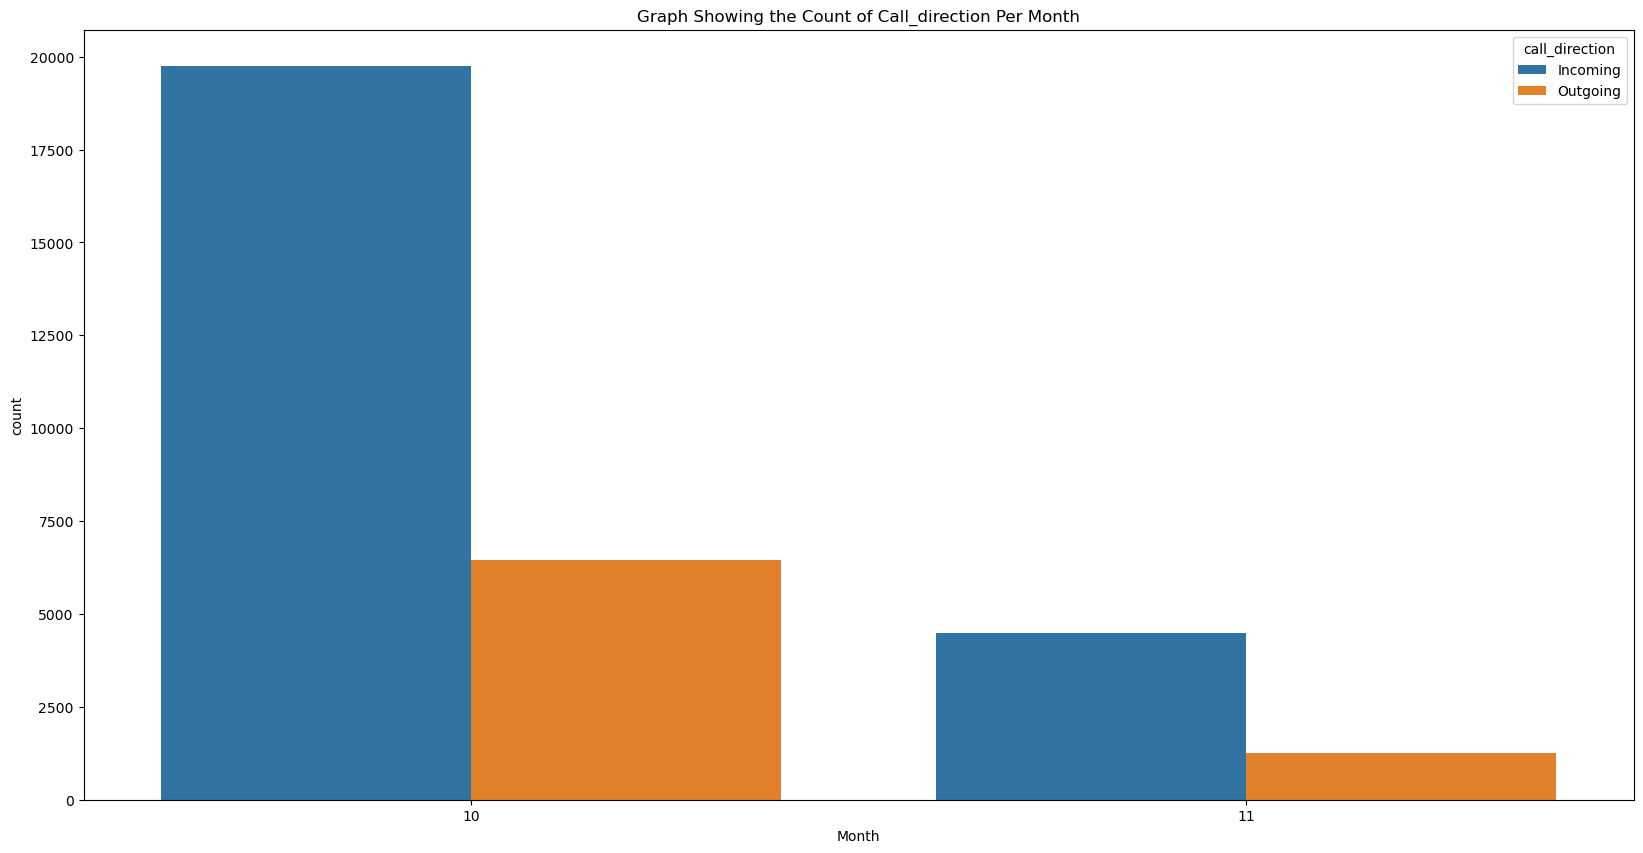 Graph Showing the Count of Call_direction Per Month
call_direction
Incoming
Outgoing
20000
17500
15000
12500
10000
7500
5000
2500
0
count
10
11
Month